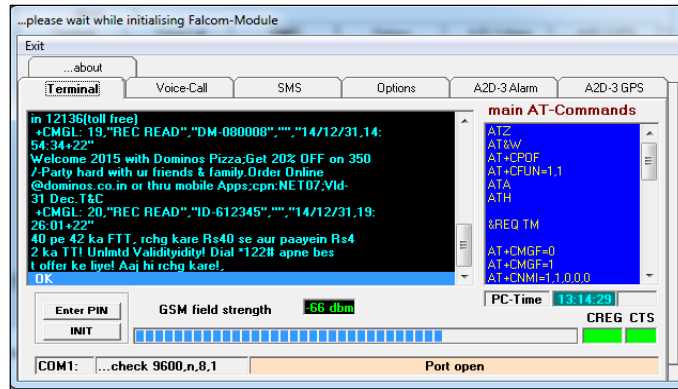 ...please wait while initialising Falcom-Module
Exit
...about
Terminal Voice-Call SMS Options A2D-3 Alarm A2D-3 GPS
in 12136(toll free)
+CMGL: 19,"REC READ","DM-080008","","14/12/31,14:
54:34+22"
Welcome 2015 with Dominos Pizza;Get 20% OFF on 350
/-Party hard with ur friends & family.Order Online
@dominos.co.in or thru mobile Apps;cpn:NET07;Vld-
31 Dec.T&C
+CMGL: 20,"REC READ","ID-612345","","14/12/31,19:
26:01+22"
40 pe 42 ka FTT, rchg kare Rs40 se aur paayein Rs4
2 ka TT! Unlmtd Validityidity! Dial *122# apne bes
t offer ke liye! Aaj hi rchg kare!,
OK
main AT-Commands
ATZ
AT&W
AT+CPOF
AT+CFUN=1,1
ATA
ATH
&REQ TM
AT+CMGF=0
AT+CMGF=1
AT+CNMI=1,1,0,0,0
PC-Time 13:14:29
Enter PIN
INIT
GSM field strength -66 dbm
CREG CTS
COM1: ...check 9600,n,8,1 Port open